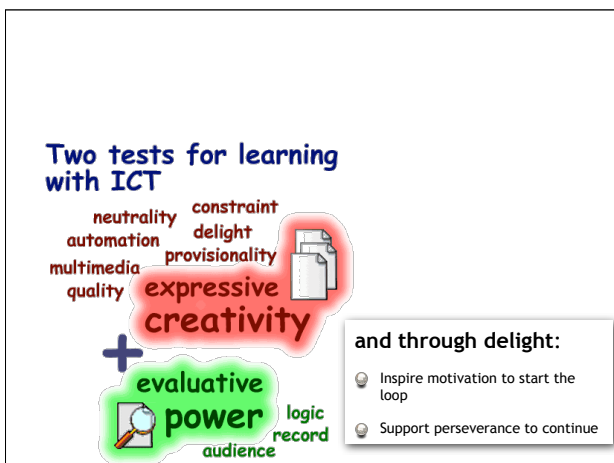 Two tests for learning
with ICT
neutrality constraint
automation delight
multimedia provisionality
quality expressive
creativity
+
evaluative
power logic
record
audience
and through delight:
Inspire motivation to start the
loop
Support perseverance to continue